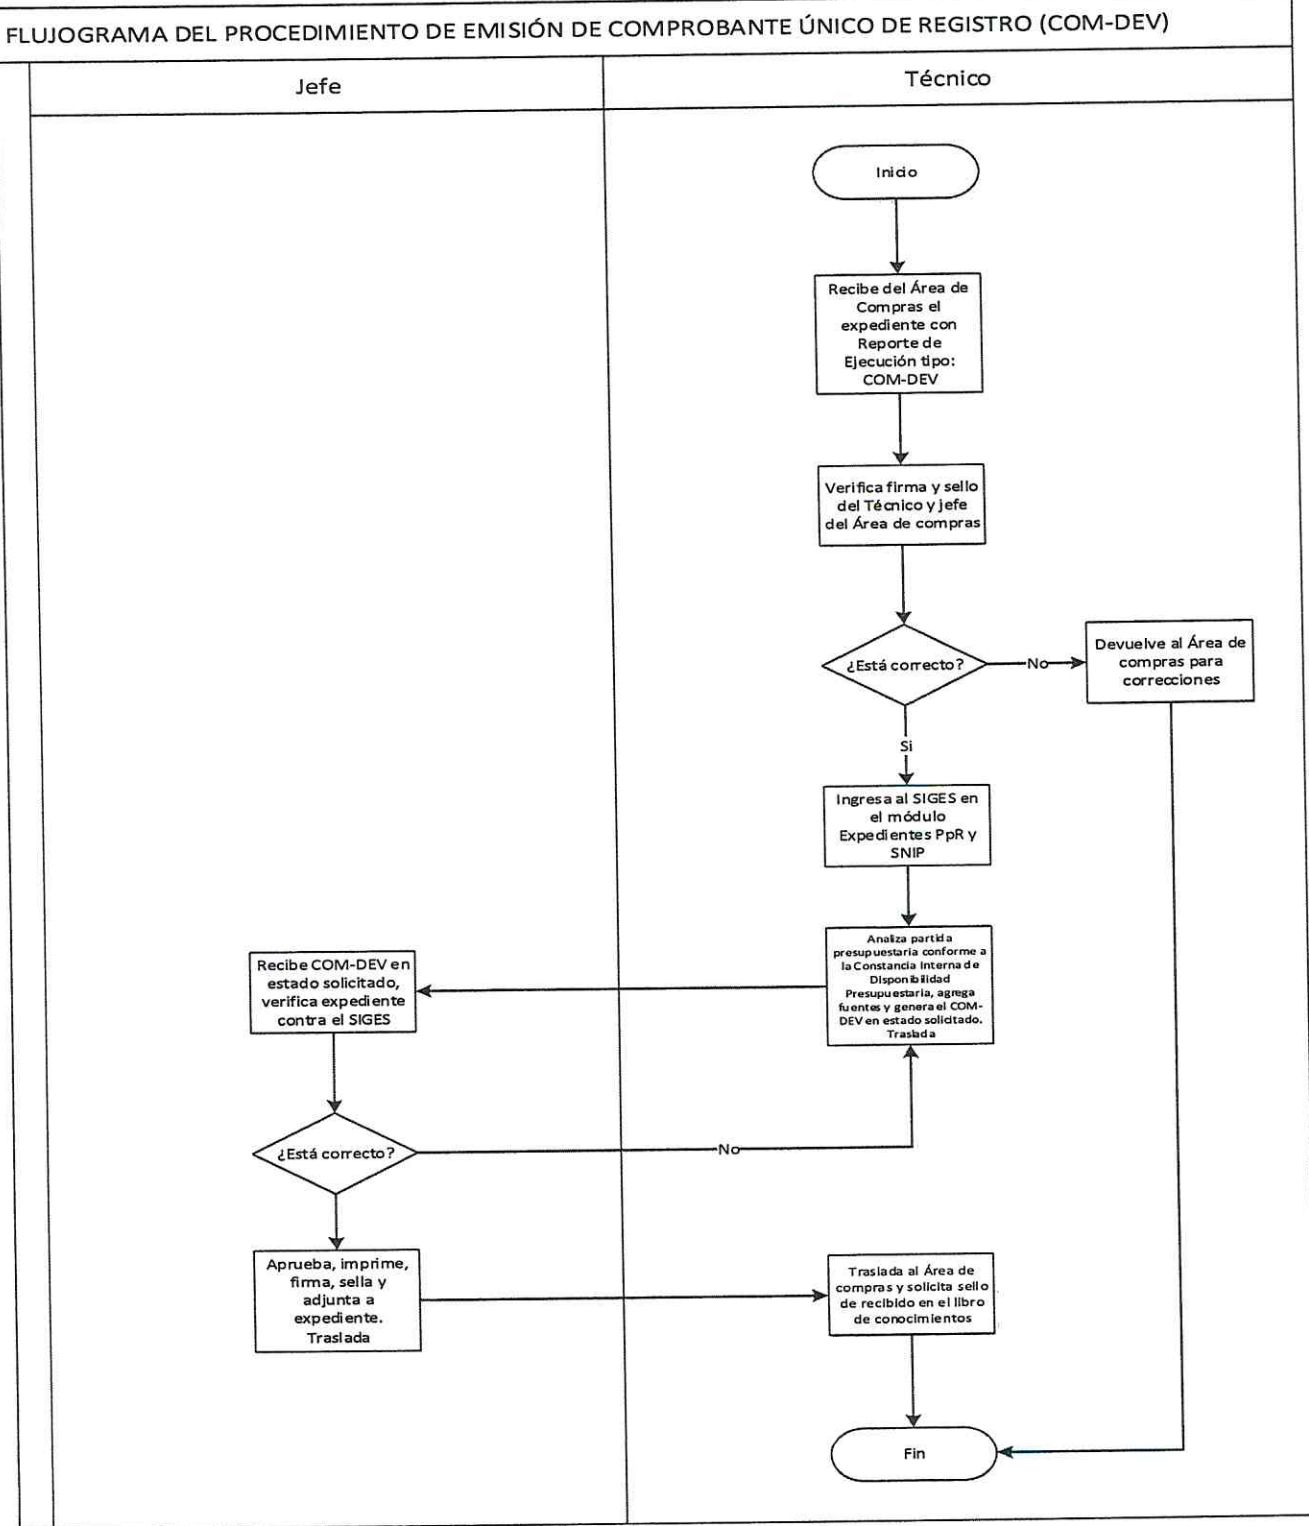 FLUJOGRAMA DEL PROCEDIMIENTO DE EMISIÓN DE COMPROBANTE ÚNICO DE REGISTRO (COM-DEV)
Jefe
Técnico
Inicio
Recibe del Área de
Compras el
expediente con
Reporte de
Ejecución tipo:
COM-DEV
Verifica firma y sello
del Técnico y jefe
del Área de compras
¿Está correcto?
No
Devuelve al Área de
compras para
correcciones
Si
Ingresa al SIGES en
el módulo
Expedientes PpR y
SNIP
Analiza partida
presupuestaria conforme a
la Constancia Interna de
Disponibilidad
Presupuestaria, agrega
fuentes y genera el COM-
DEV en estado solicitado.
Traslada
Recibe COM-DEV en
estado solicitado,
verifica expediente
contra el SIGES
¿Está correcto?
No
Aprueba, imprime,
firma, sella y
adjunta a
expediente.
Traslada
Traslada al Área de
compras y solicita sello
de recibido en el libro
de conocimientos
Fin